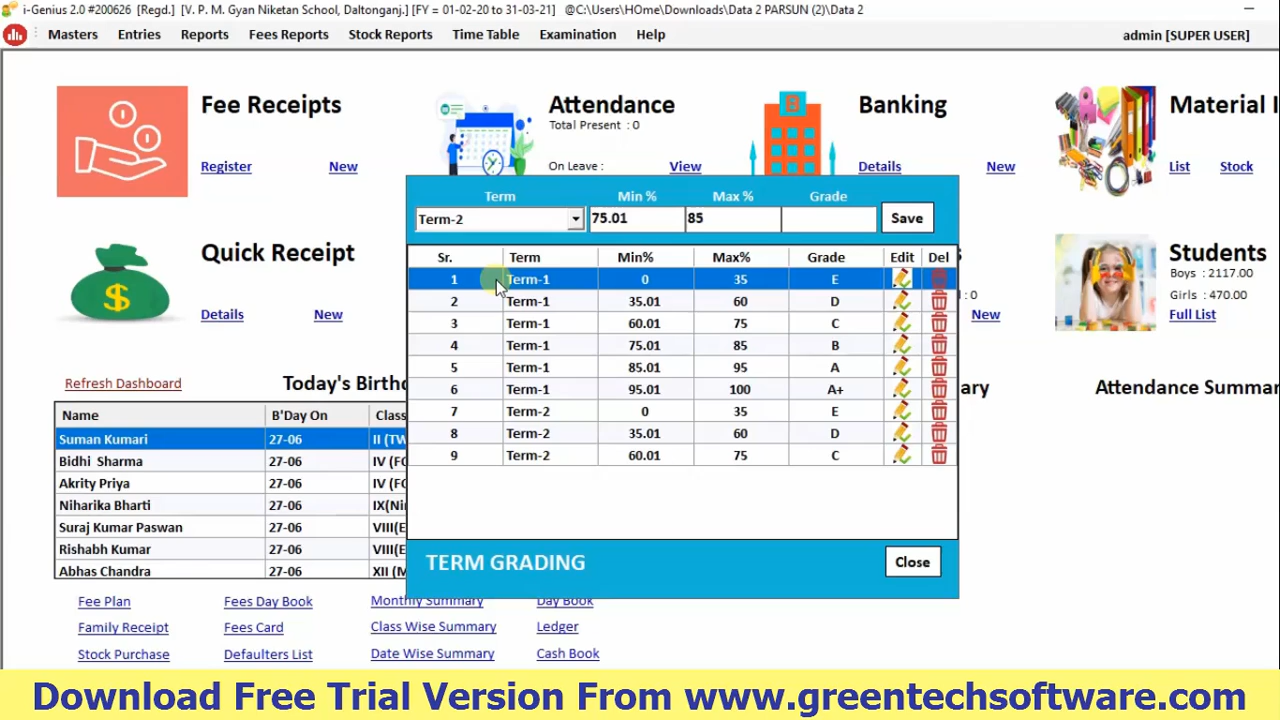 i-Genius 2.0 #200626 [Regd.] [V. P. M. Gyan Niketan School, Daltonganj.] [FY = 01-02-20 to 31-03-21] @C:\Users\HOme\Downloads\Data 2 PARSUN (2)\Data 2
Masters Entries Reports Fees Reports Stock Reports Time Table Examination Help admin [SUPER USER]
Fee Receipts
Register New
Attendance
Total Present : 0
On Leave : View
Banking
Details New
Material I
List Stock
Quick Receipt
Details New
s
: 0
New
Students
Boys : 2117.00
Girls : 470.00
Full List
Term Min % Max % Grade
Term-2 75.01 85 Save
Sr. Term Min% Max% Grade Edit Del
1 Term-1 0 35 E
2 Term-1 35.01 60 D
3 Term-1 60.01 75 C
4 Term-1 75.01 85 B
5 Term-1 85.01 95 A
6 Term-1 95.01 100 A+
7 Term-2 0 35 E
8 Term-2 35.01 60 D
9 Term-2 60.01 75 C
TERM GRADING Close
Refresh Dashboard Today's Birtho
ary Attendance Summar
Name B'Day On Class
Suman Kumari 27-06 II (TW
Bidhi Sharma 27-06 IV (FO
Akrity Priya 27-06 IV (FO
Niharika Bharti 27-06 IX(Nin
Suraj Kumar Paswan 27-06 VIII(E
Rishabh Kumar 27-06 VIII(E
Abhas Chandra 27-06 XII (M
Fee Plan Fees Day Book Monthly Summary Day Book
Family Receipt Fees Card Class Wise Summary Ledger
Stock Purchase Defaulters List Date Wise Summary Cash Book
Download Free Trial Version From www.greentechsoftware.com